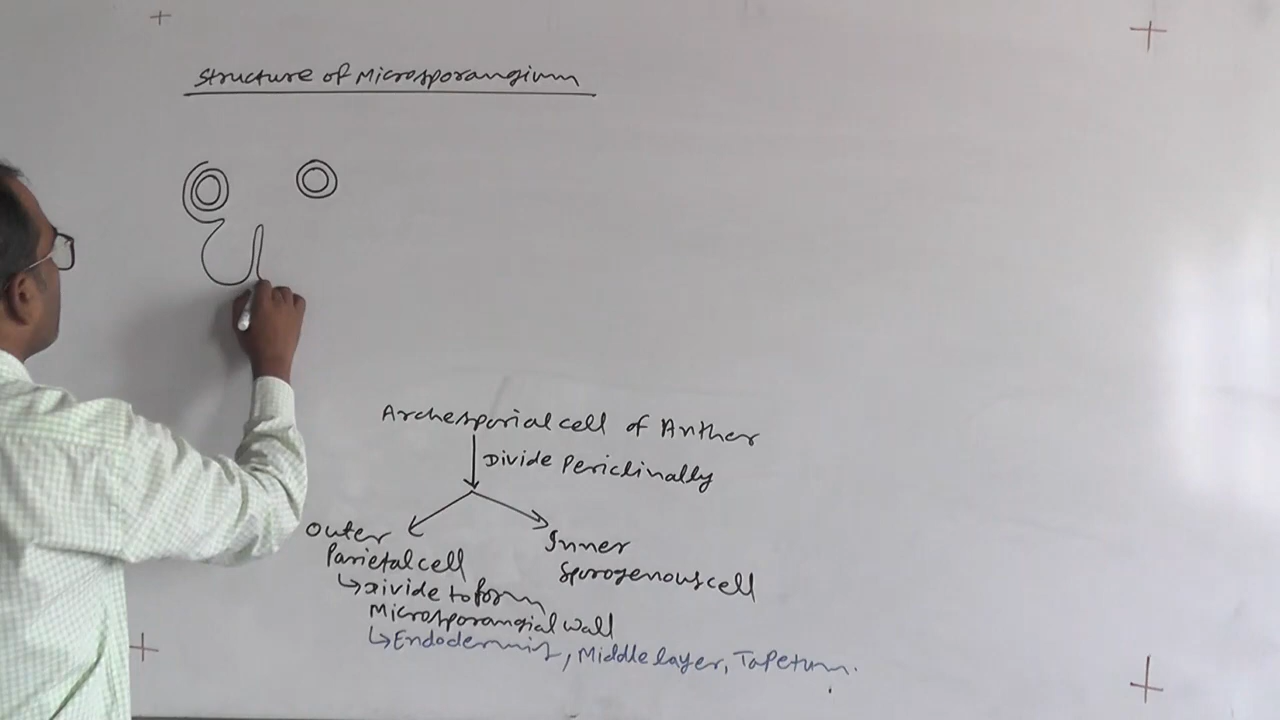 Structure of Microsporangium
Archesporial cell of Anther
Divide Periclinally
Outer
Parietal cell
Inner
Sporogenous cell
↳ Divide to form
Microsporangial wall
↳ Endodermis, Middle layer, Tapetum.